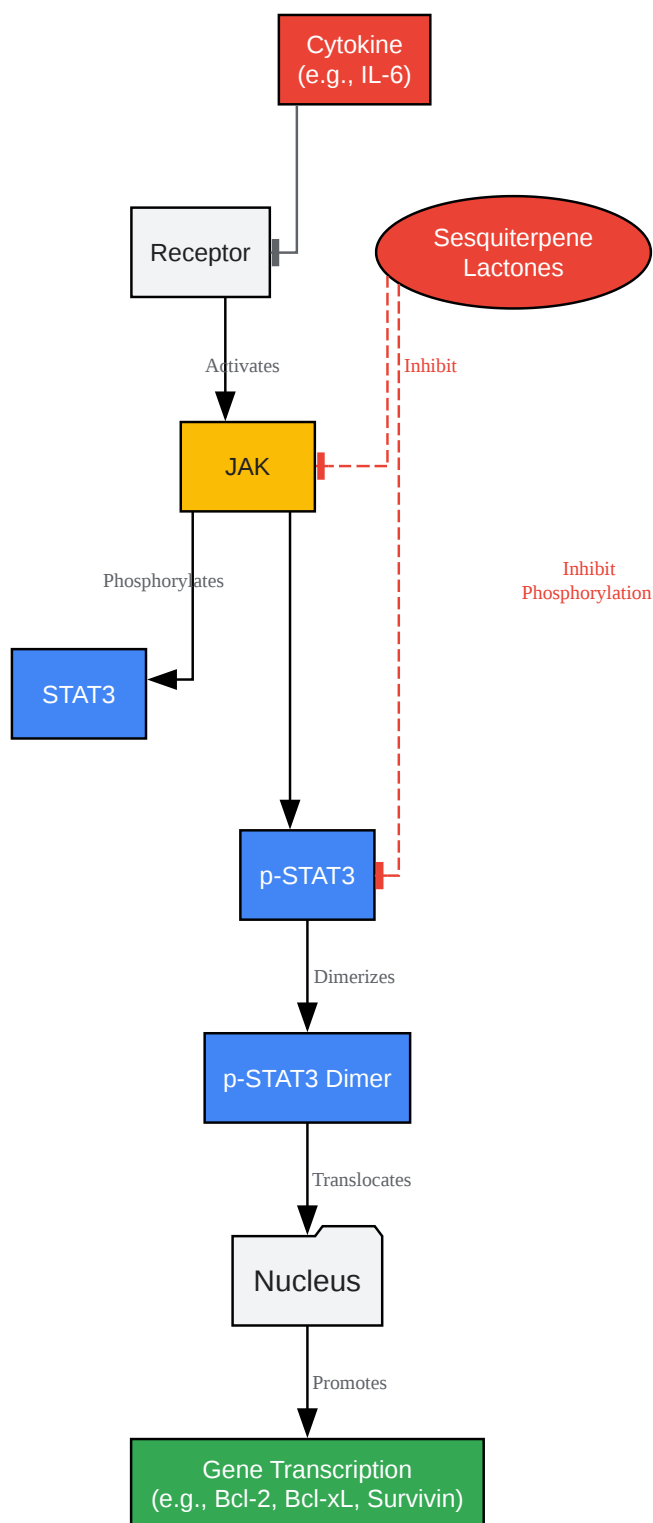 Cytokine
(e.g., IL-6)
Receptor
Sesquiterpene
Lactones
Activates
Inhibit
JAK
Phosphorylates
Inhibit
Phosphorylation
STAT3
p-STAT3
Dimerizes
p-STAT3 Dimer
Translocates
Nucleus
Promotes
Gene Transcription
(e.g., Bcl-2, Bcl-xL, Survivin)